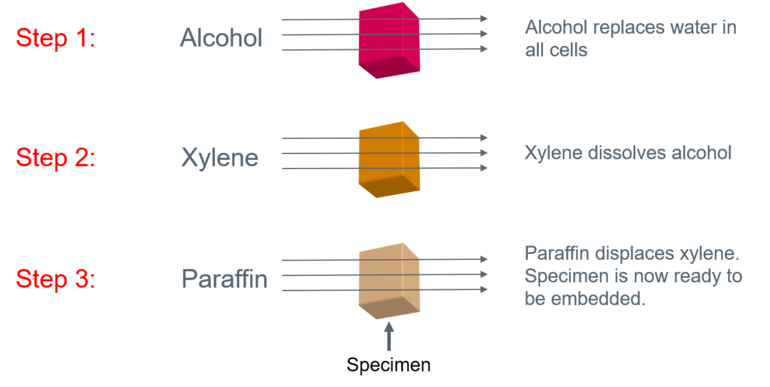 Step 1:
Alcohol
Alcohol replaces water in
all cells
Step 2:
Xylene
Xylene dissolves alcohol
Step 3:
Paraffin
Paraffin displaces xylene.
Specimen is now ready to
be embedded.
Specimen